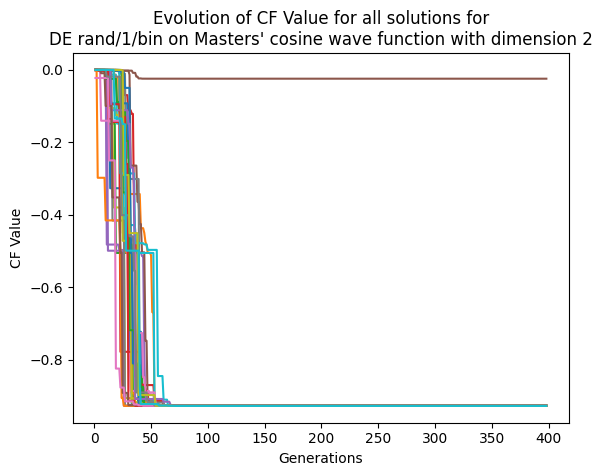 Evolution of CF Value for all solutions for
DE rand/1/bin on Masters' cosine wave function with dimension 2
0.0
−0.2
−0.4
−0.6
−0.8
CF Value
0 50 100 150 200 250 300 350 400
Generations